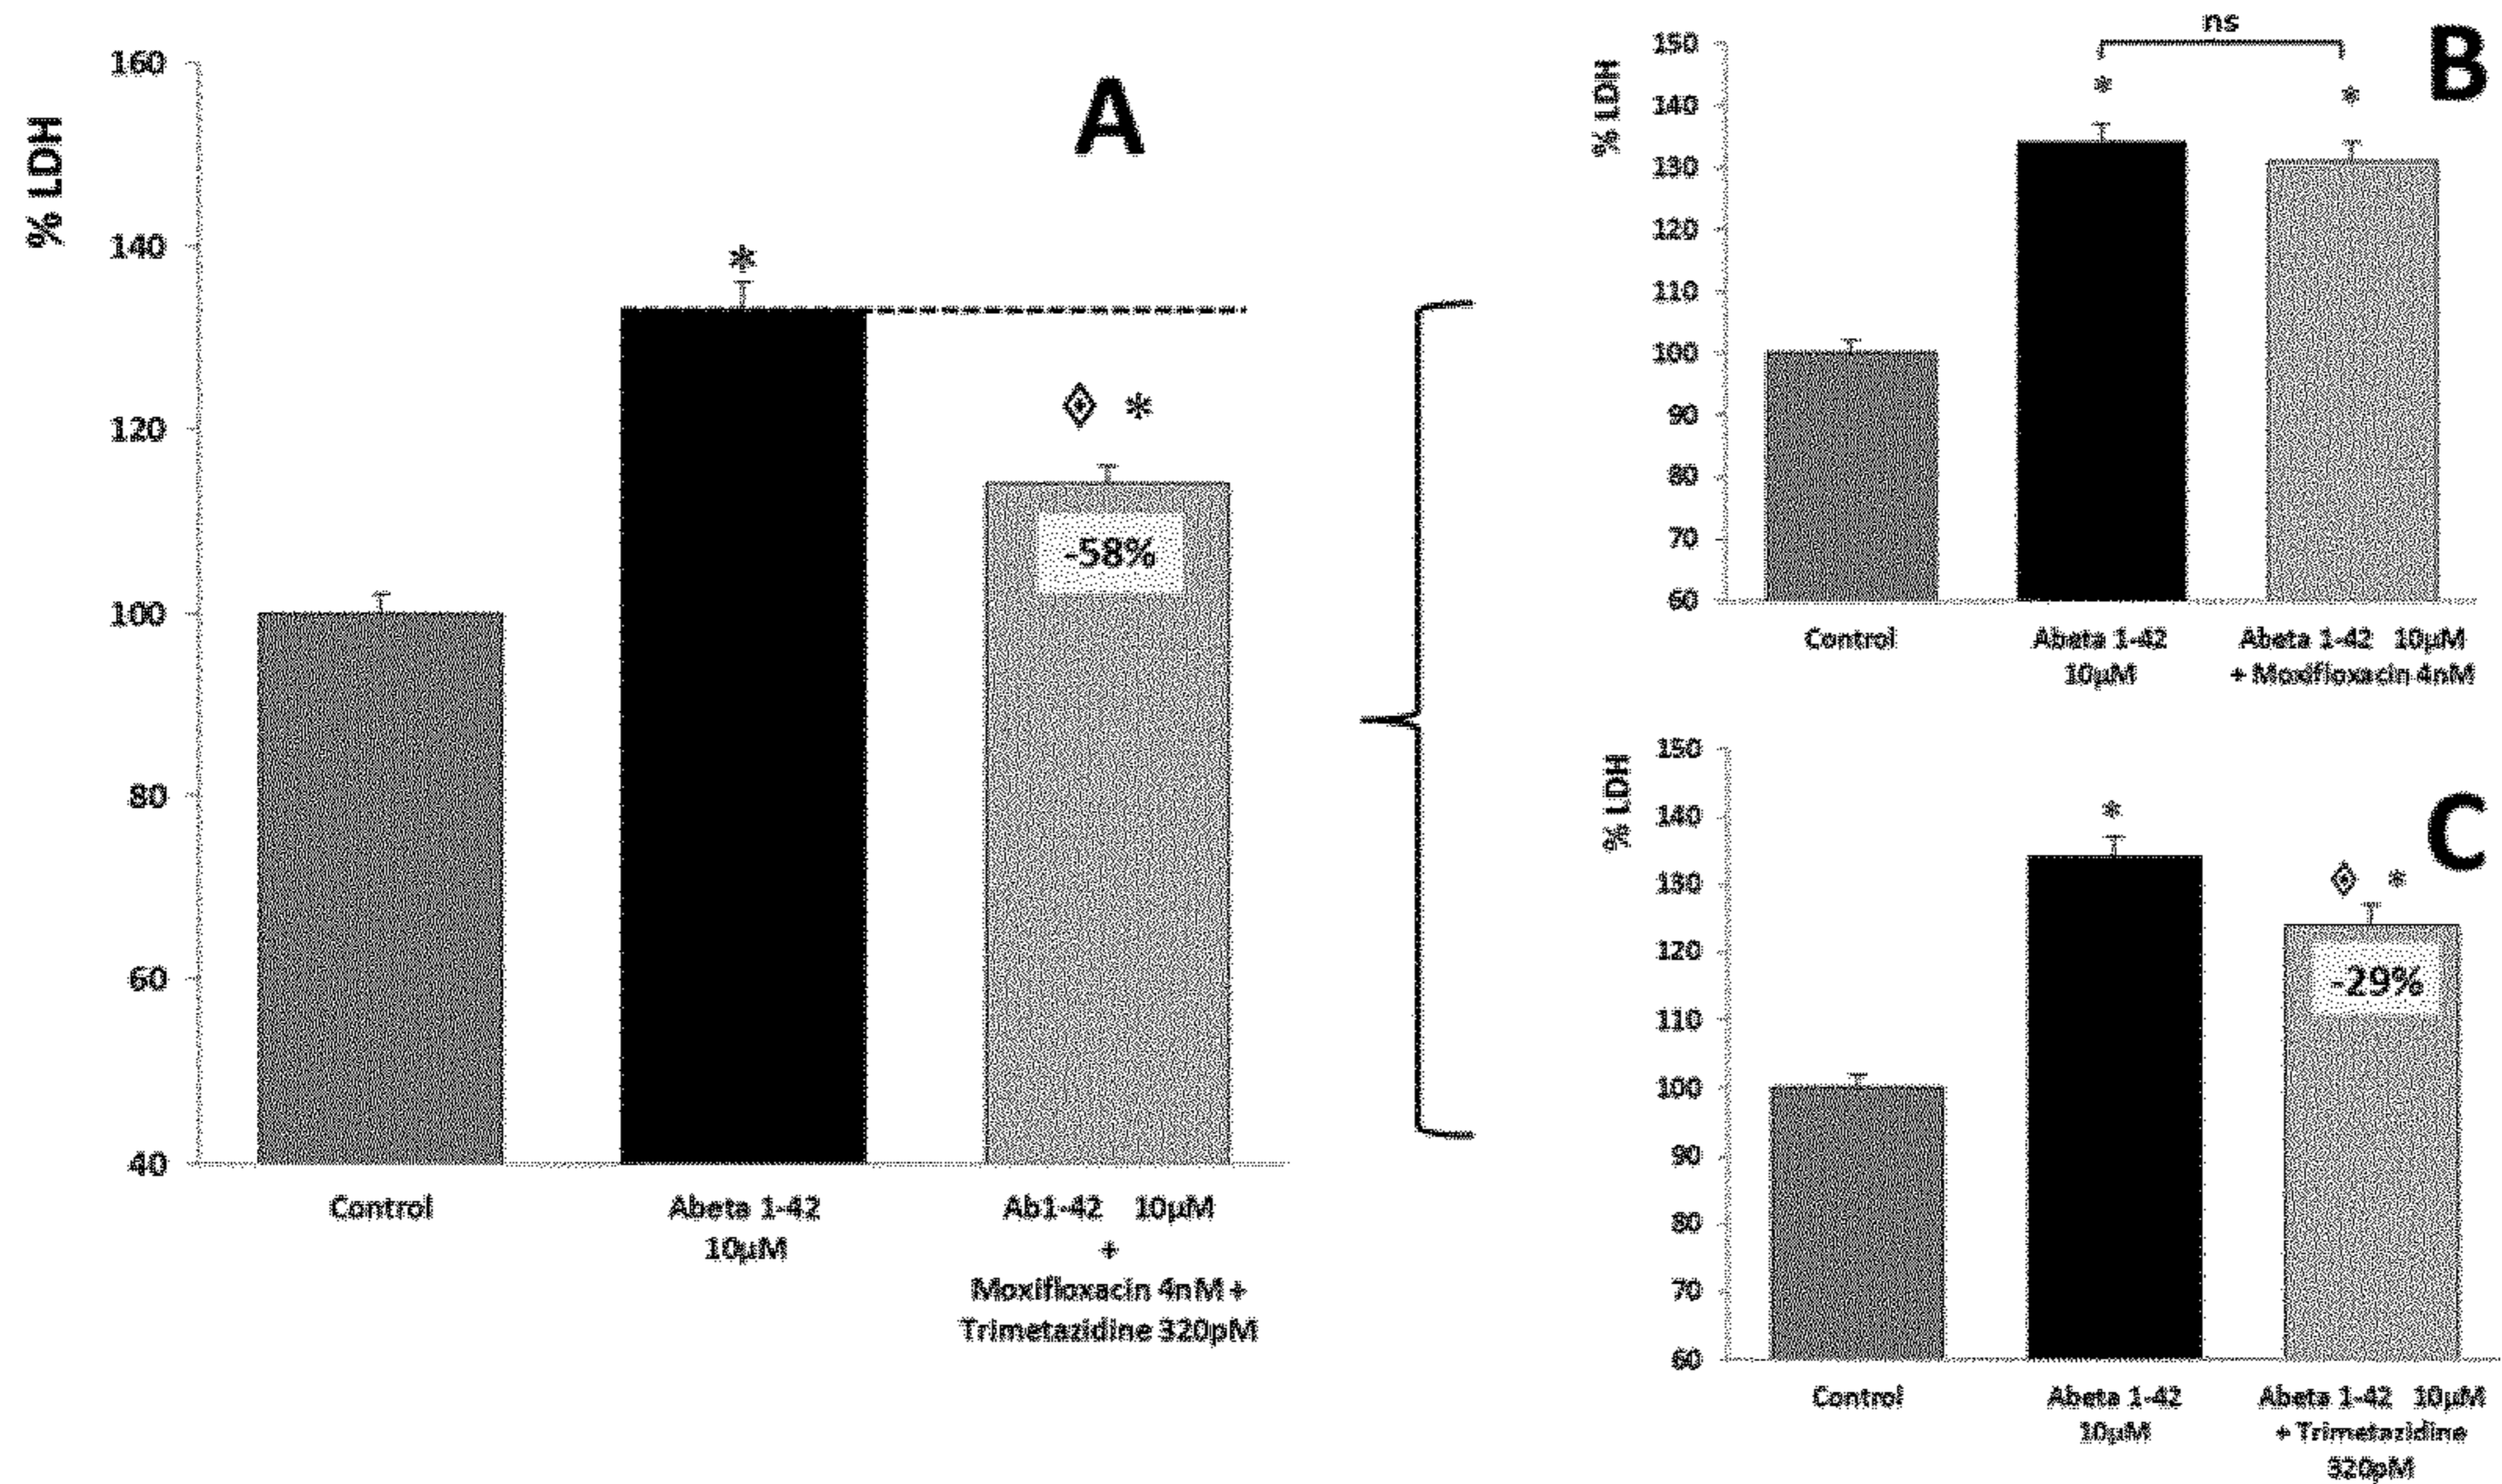 A
% LDH
160
140
120
100
80
60
40
*
◈ *
-58%
Control
Abeta 1-42
10µM
Ab1-42 10µM
+
Moxifloxacin 4nM +
Trimetazidine 320pM
B
% LDH
150
140
130
120
110
100
90
80
70
60
ns
*
*
Control
Abeta 1-42
10µM
Abeta 1-42 10µM
+ Moxifloxacin 4nM
C
% LDH
150
140
130
120
110
100
90
80
70
60
*
◈ *
-29%
Control
Abeta 1-42
10µM
Abeta 1-42 10µM
+ Trimetazidine
320pM